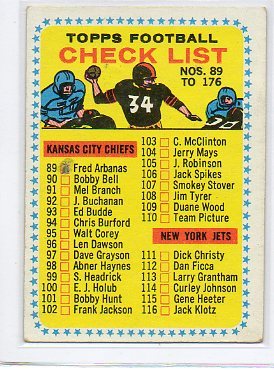 TOPPS FOOTBALL
CHECK LIST
NOS. 89
TO 176
34
KANSAS CITY CHIEFS
89 Fred Arbanas
90 Bobby Bell
91 Mel Branch
92 J. Buchanan
93 Ed Budde
94 Chris Burford
95 Walt Corey
96 Len Dawson
97 Dave Grayson
98 Abner Haynes
99 S. Headrick
100 E. J. Holub
101 Bobby Hunt
102 Frank Jackson
103 C. McClinton
104 Jerry Mays
105 J. Robinson
106 Jack Spikes
107 Smokey Stover
108 Jim Tyrer
109 Duane Wood
110 Team Picture
NEW YORK JETS
111 Dick Christy
112 Dan Ficca
113 Larry Grantham
114 Curley Johnson
115 Gene Heeter
116 Jack Klotz